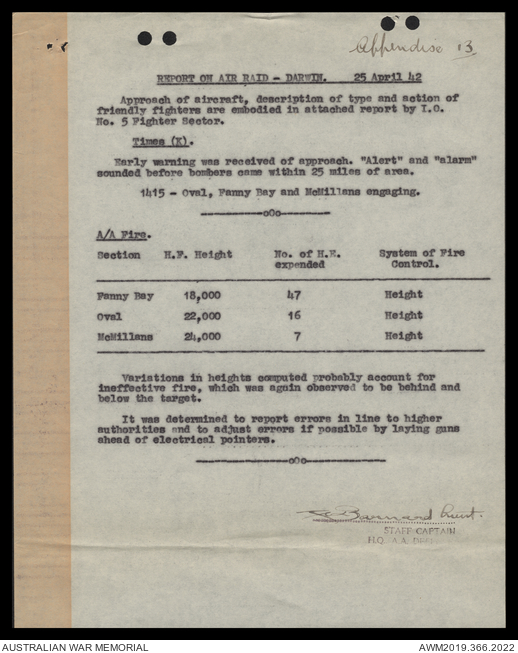 Appendice 13.
REPORT ON AIR RAID - DARWIN. 25 April 42
Approach of aircraft, description of type and action of
friendly fighters are embodied in attached report by I.O.
No. 5 Fighter Sector.
Times (K).
Early warning was received of approach. "Alert" and "alarm"
sounded before bombers came within 25 miles of area.
1415 - Oval, Fanny Bay and McMillans engaging.
-----------oOo-----------
A/A Fire.
Section H.F. Height No. of H.E. System of Fire
expended Control.
Fanny Bay 18,000 47 Height
Oval 22,000 16 Height
McMillans 24,000 7 Height
Variations in heights computed probably account for
ineffective fire, which was again observed to be behind and
below the target.
It was determined to report errors in line to higher
authorities and to adjust errors if possible by laying guns
ahead of electrical pointers.
-----------oOo-----------
Barnard Lieut.
STAFF CAPTAIN
H.Q. A.A.
AUSTRALIAN WAR MEMORIAL AWM2019.366.2022